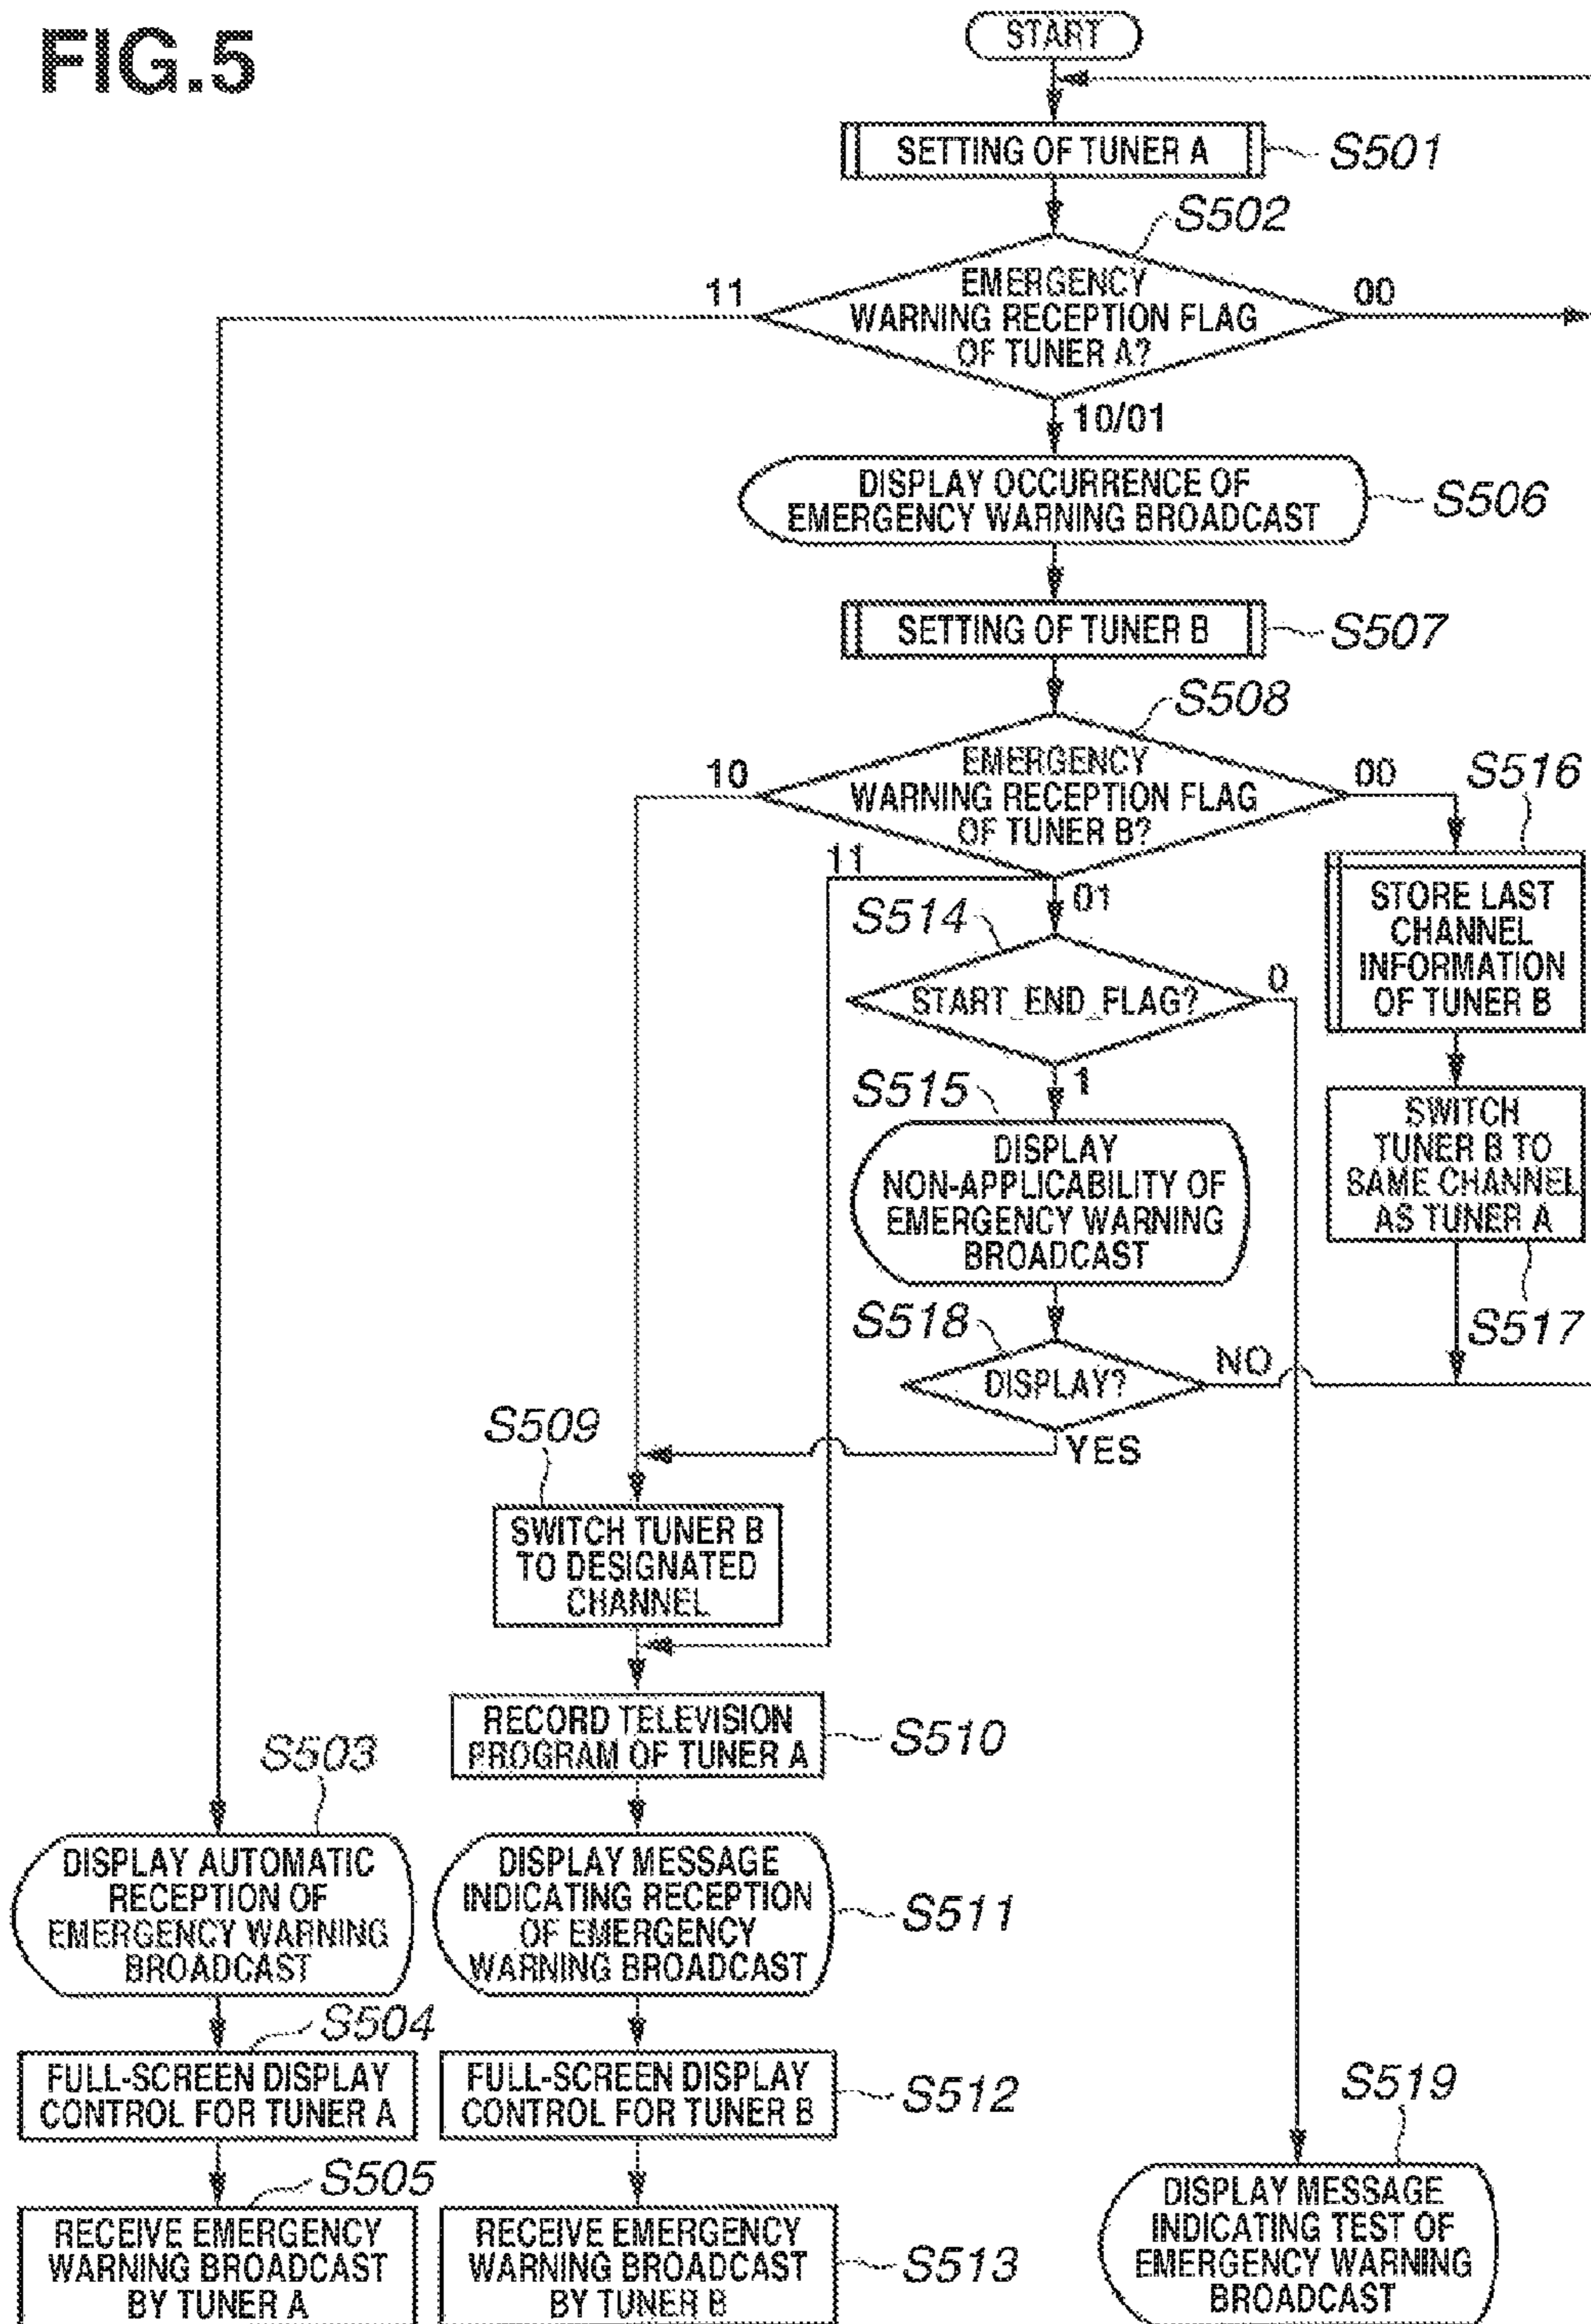 FIG.5
START
SETTING OF TUNER A
S501
S502
EMERGENCY
WARNING RECEPTION FLAG
OF TUNER A?
11
00
10/01
DISPLAY OCCURRENCE OF
EMERGENCY WARNING BROADCAST
S506
SETTING OF TUNER B
S507
S508
EMERGENCY
WARNING RECEPTION FLAG
OF TUNER B?
10
00
11
01
S516
STORE LAST
CHANNEL
INFORMATION
OF TUNER B
S514
START_END_FLAG?
0
1
S515
DISPLAY
NON-APPLICABILITY OF
EMERGENCY WARNING
BROADCAST
SWITCH
TUNER B TO
SAME CHANNEL
AS TUNER A
S517
S518
DISPLAY?
NO
YES
S509
SWITCH TUNER B
TO DESIGNATED
CHANNEL
RECORD TELEVISION
PROGRAM OF TUNER A
S510
S503
DISPLAY AUTOMATIC
RECEPTION OF
EMERGENCY WARNING
BROADCAST
DISPLAY MESSAGE
INDICATING RECEPTION
OF EMERGENCY
WARNING BROADCAST
S511
S504
FULL-SCREEN DISPLAY
CONTROL FOR TUNER A
FULL-SCREEN DISPLAY
CONTROL FOR TUNER B
S512
S505
RECEIVE EMERGENCY
WARNING BROADCAST
BY TUNER A
RECEIVE EMERGENCY
WARNING BROADCAST
BY TUNER B
S513
S519
DISPLAY MESSAGE
INDICATING TEST OF
EMERGENCY WARNING
BROADCAST